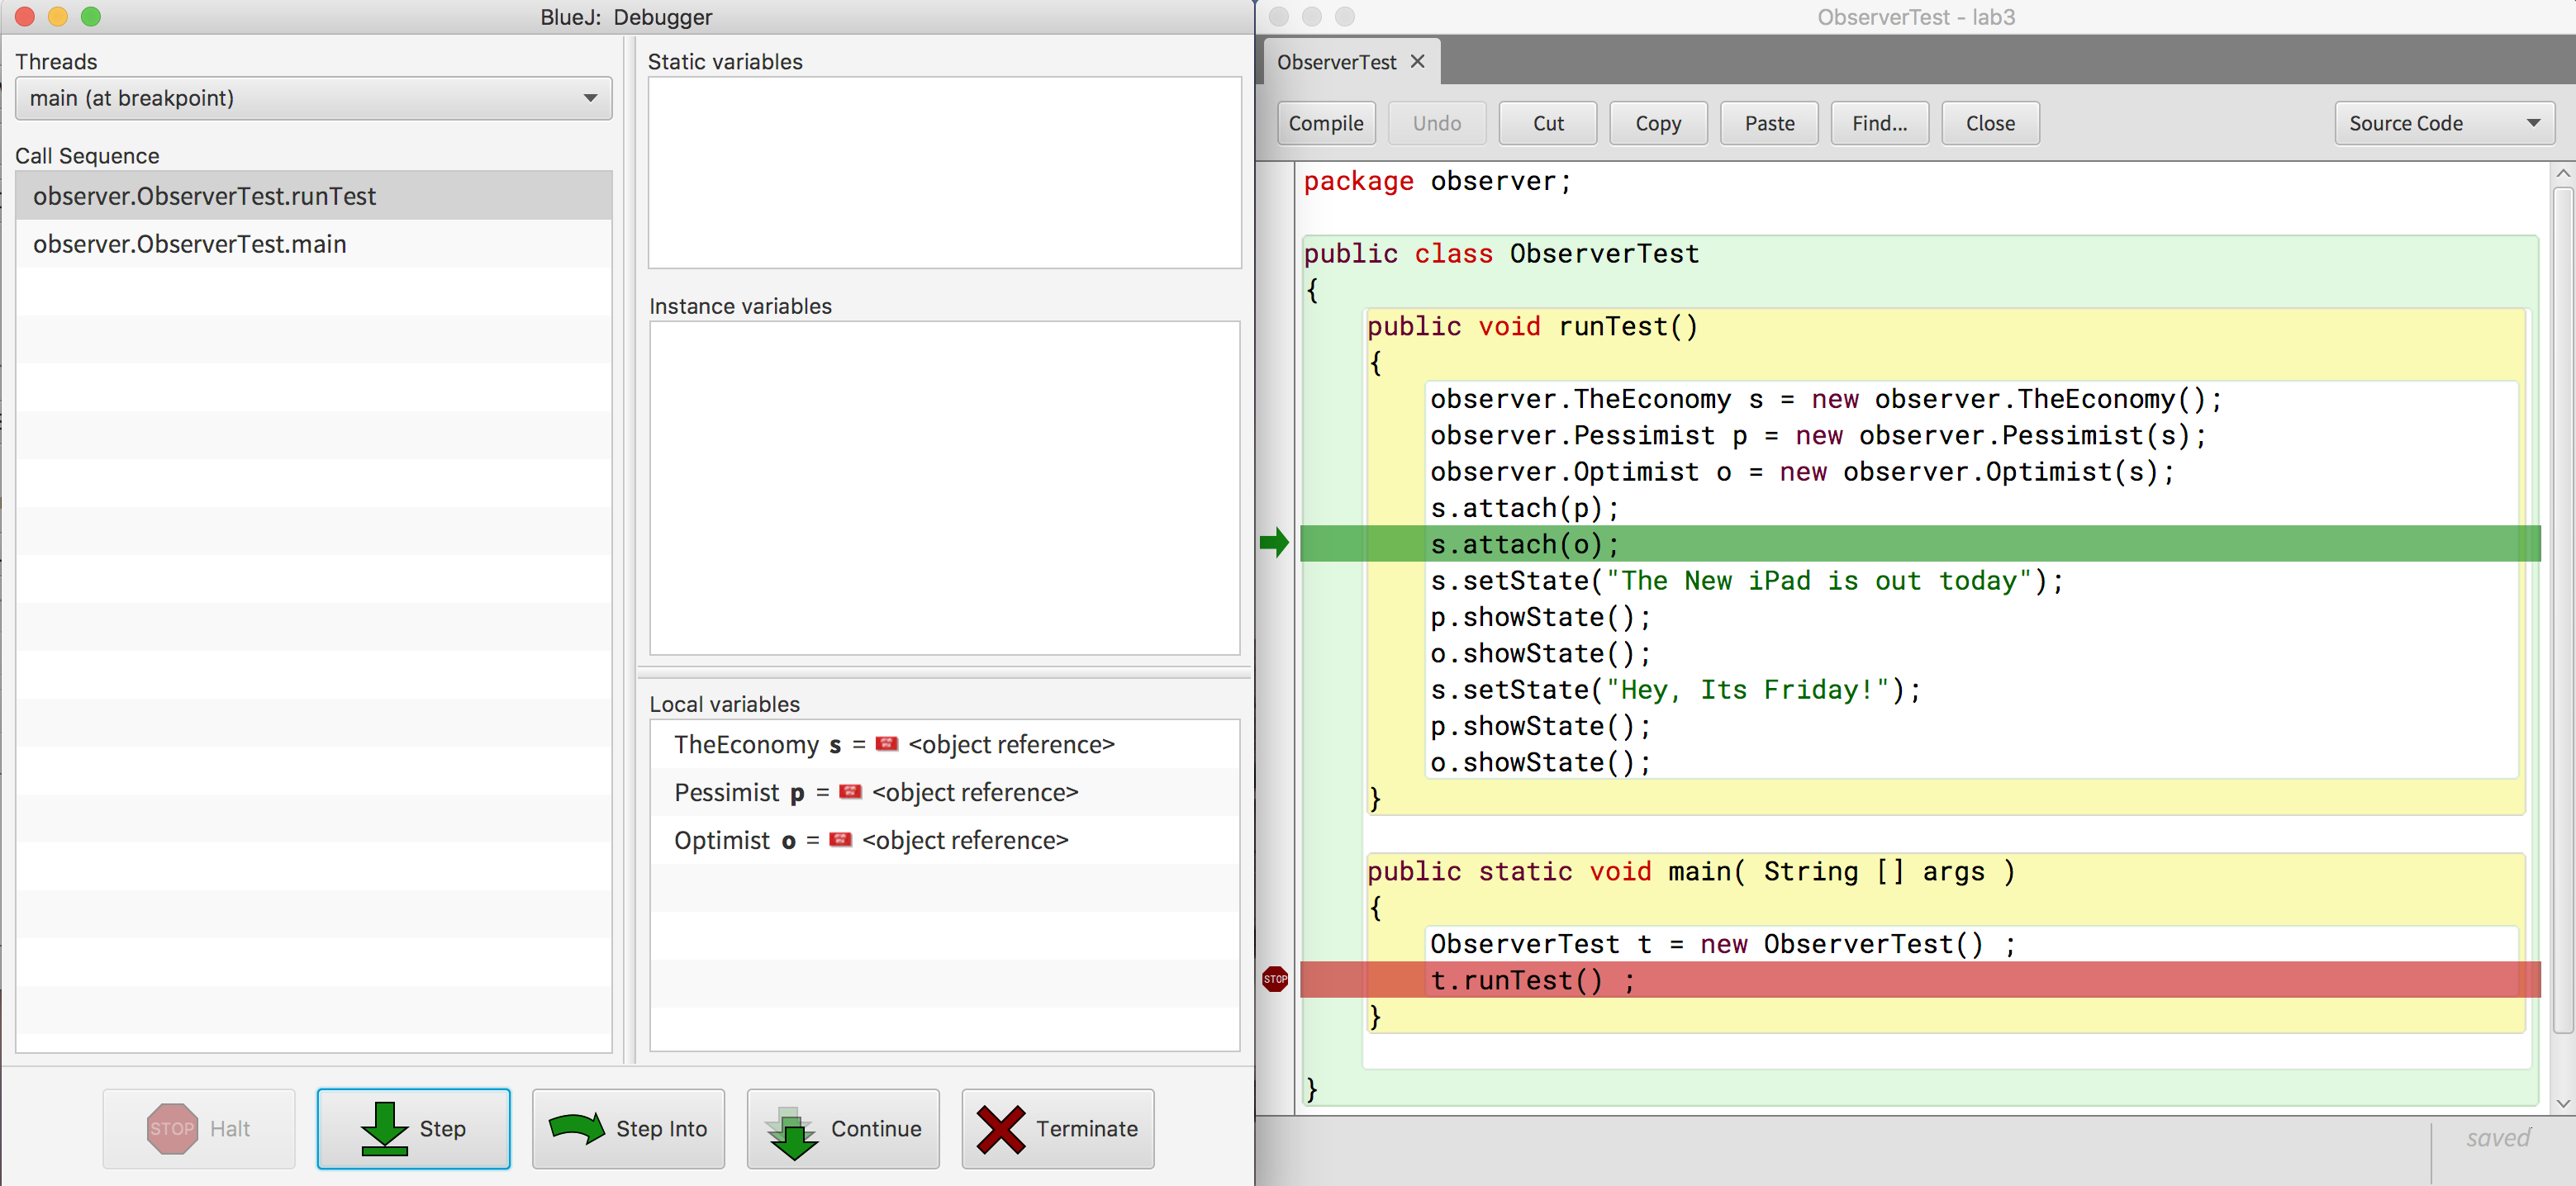 BlueJ: Debugger
Threads
main (at breakpoint)
Call Sequence
observer.ObserverTest.runTest
observer.ObserverTest.main
Static variables
Instance variables
Local variables
TheEconomy s = <object reference>
Pessimist p = <object reference>
Optimist o = <object reference>
STOP Halt
Step
Step Into
Continue
Terminate
ObserverTest - lab3
ObserverTest ×
Compile Undo Cut Copy Paste Find... Close Source Code
package observer;
public class ObserverTest
{
public void runTest()
{
observer.TheEconomy s = new observer.TheEconomy();
observer.Pessimist p = new observer.Pessimist(s);
observer.Optimist o = new observer.Optimist(s);
s.attach(p);
s.attach(o);
s.setState("The New iPad is out today");
p.showState();
o.showState();
s.setState("Hey, Its Friday!");
p.showState();
o.showState();
}
public static void main( String [] args )
{
ObserverTest t = new ObserverTest() ;
STOP t.runTest() ;
}
}
saved